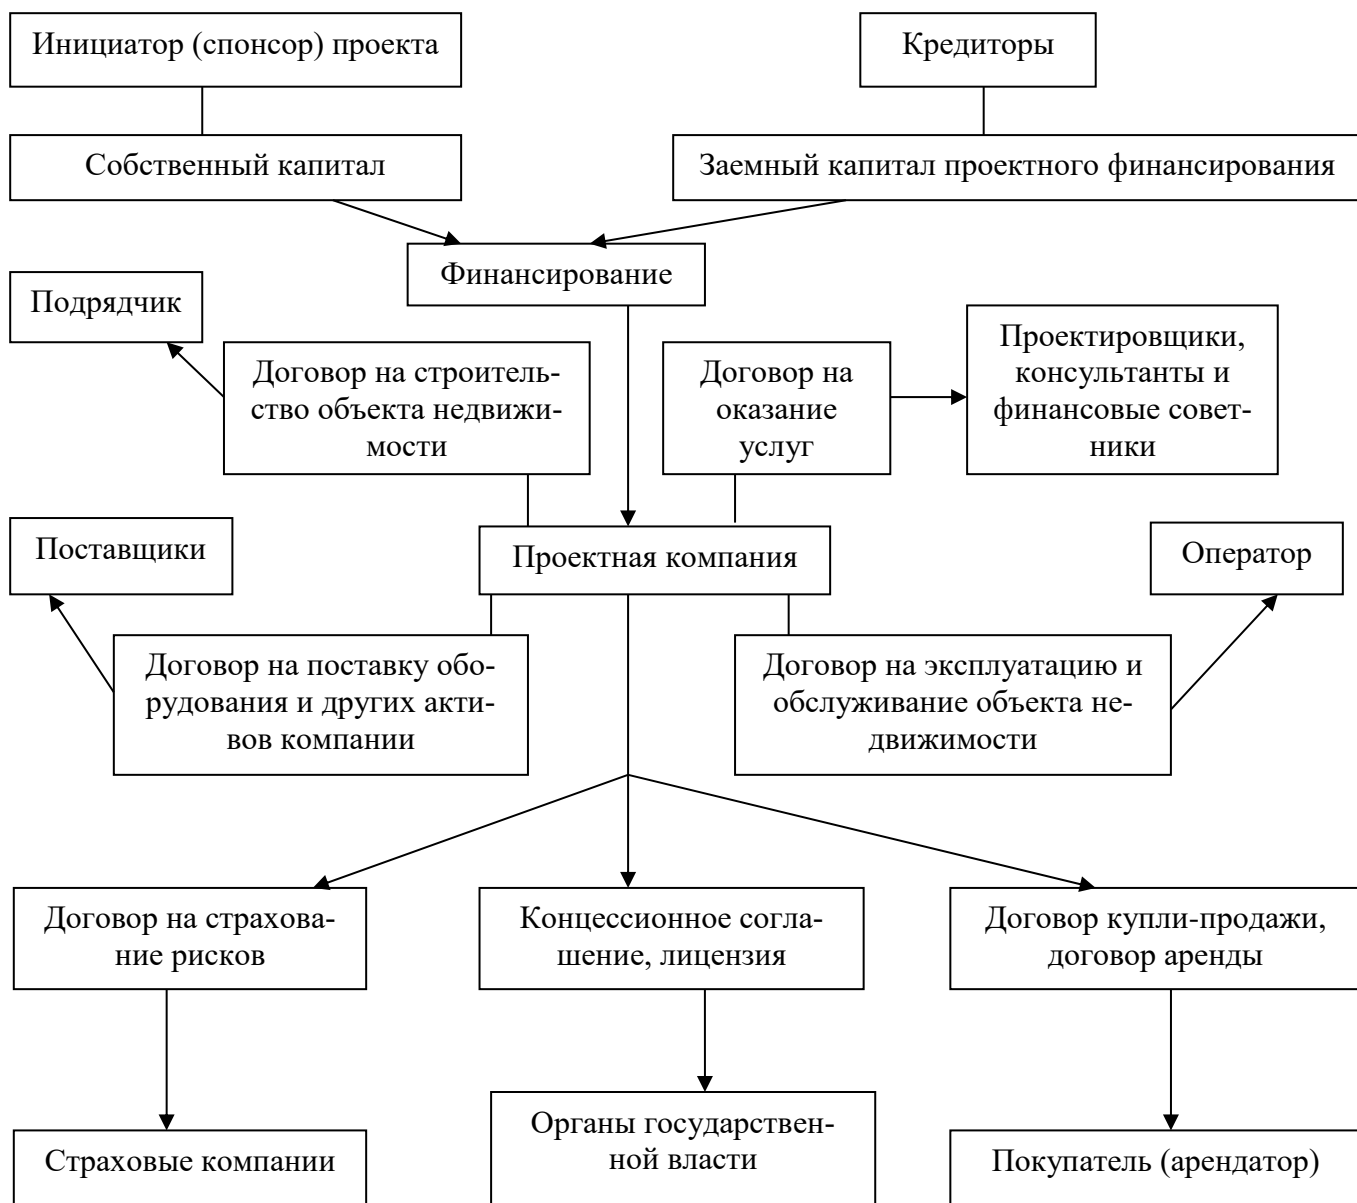 Инициатор (спонсор) проекта
Кредиторы
Собственный капитал
Заемный капитал проектного финансирования
Финансирование
Подрядчик
Договор на строитель-
ство объекта недвижи-
мости
Договор на
оказание
услуг
Проектировщики,
консультанты и
финансовые совет-
ники
Поставщики
Проектная компания
Оператор
Договор на поставку обо-
рудования и других акти-
вов компании
Договор на эксплуатацию и
обслуживание объекта не-
движимости
Договор на страхова-
ние рисков
Концессионное согла-
шение, лицензия
Договор купли-продажи,
договор аренды
Страховые компании
Органы государствен-
ной власти
Покупатель (арендатор)